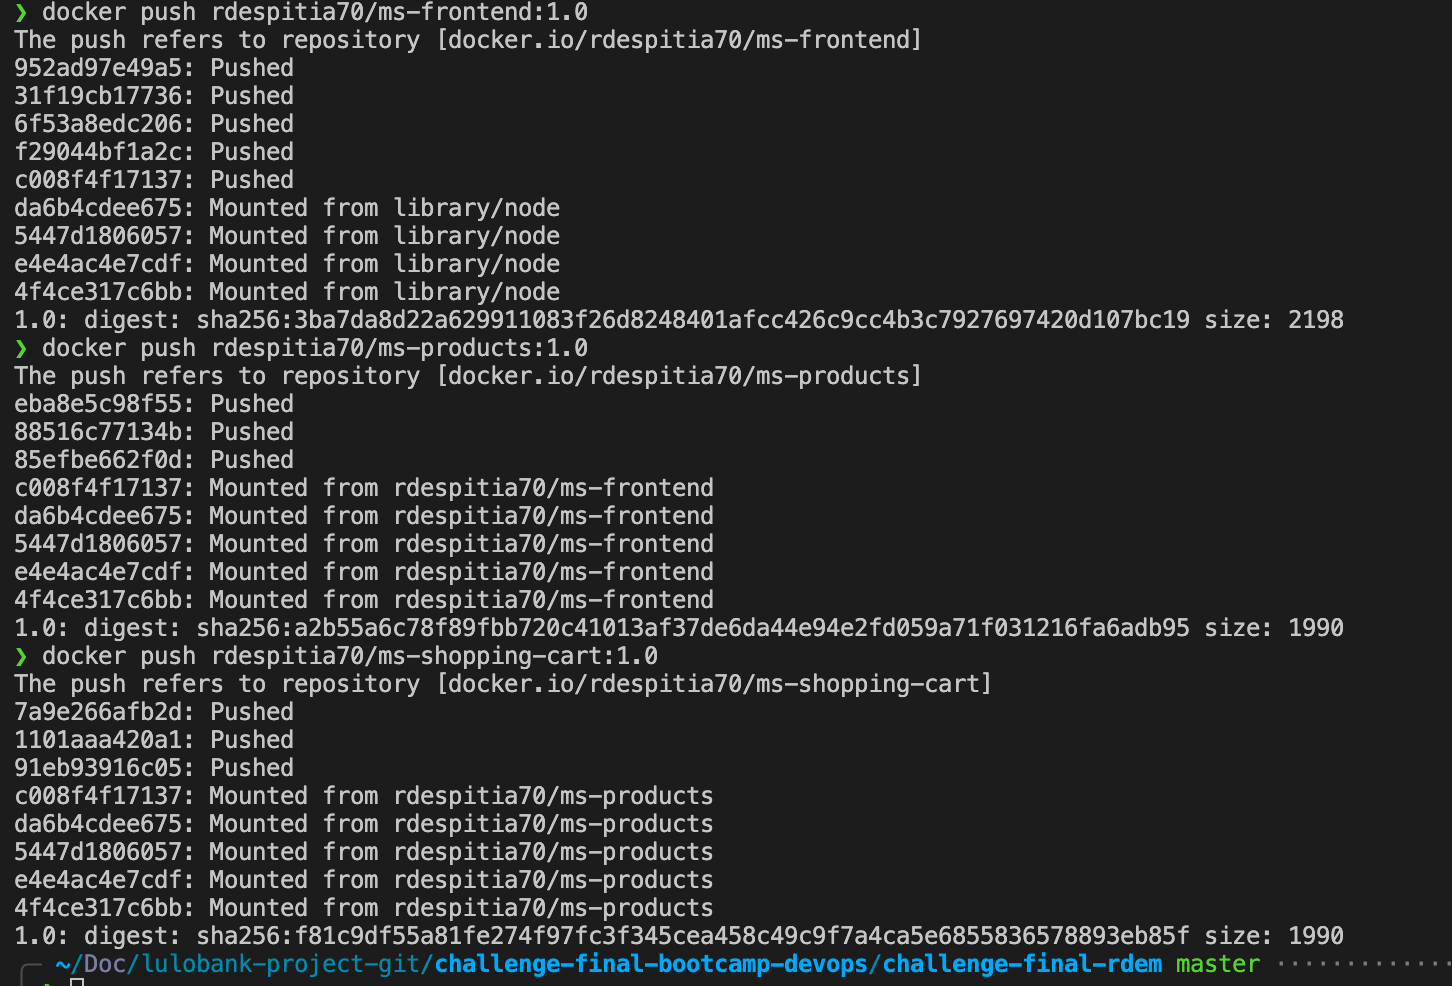 ❯ docker push rdespitia70/ms-frontend:1.0
The push refers to repository [docker.io/rdespitia70/ms-frontend]
952ad97e49a5: Pushed
31f19cb17736: Pushed
6f53a8edc206: Pushed
f29044bf1a2c: Pushed
c008f4f17137: Pushed
da6b4cdee675: Mounted from library/node
5447d1806057: Mounted from library/node
e4e4ac4e7cdf: Mounted from library/node
4f4ce317c6bb: Mounted from library/node
1.0: digest: sha256:3ba7da8d22a629911083f26d8248401afcc426c9cc4b3c7927697420d107bc19 size: 2198
❯ docker push rdespitia70/ms-products:1.0
The push refers to repository [docker.io/rdespitia70/ms-products]
eba8e5c98f55: Pushed
88516c77134b: Pushed
85efbe662f0d: Pushed
c008f4f17137: Mounted from rdespitia70/ms-frontend
da6b4cdee675: Mounted from rdespitia70/ms-frontend
5447d1806057: Mounted from rdespitia70/ms-frontend
e4e4ac4e7cdf: Mounted from rdespitia70/ms-frontend
4f4ce317c6bb: Mounted from rdespitia70/ms-frontend
1.0: digest: sha256:a2b55a6c78f89fbb720c41013af37de6da44e94e2fd059a71f031216fa6adb95 size: 1990
❯ docker push rdespitia70/ms-shopping-cart:1.0
The push refers to repository [docker.io/rdespitia70/ms-shopping-cart]
7a9e266afb2d: Pushed
1101aaa420a1: Pushed
91eb93916c05: Pushed
c008f4f17137: Mounted from rdespitia70/ms-products
da6b4cdee675: Mounted from rdespitia70/ms-products
5447d1806057: Mounted from rdespitia70/ms-products
e4e4ac4e7cdf: Mounted from rdespitia70/ms-products
4f4ce317c6bb: Mounted from rdespitia70/ms-products
1.0: digest: sha256:f81c9df55a81fe274f97fc3f345cea458c49c9f7a4ca5e6855836578893eb85f size: 1990
~/Doc/lulobank-project-git/challenge-final-bootcamp-devops/challenge-final-rdem master ·············